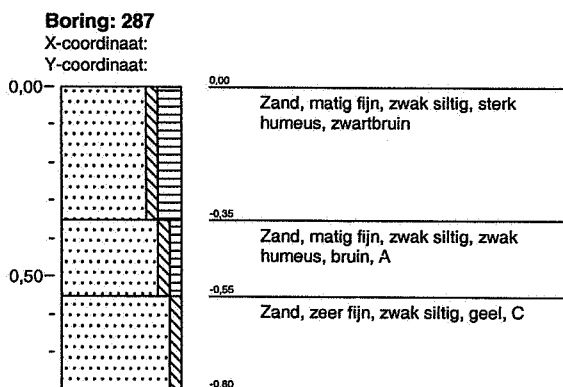 Boring: 287
X-coordinaat:
Y-coordinaat:
0,00
0,00
Zand, matig fijn, zwak siltig, sterk
humeus, zwartbruin
-0,35
Zand, matig fijn, zwak siltig, zwak
humeus, bruin, A
0,50
-0,55
Zand, zeer fijn, zwak siltig, geel, C
-0,80